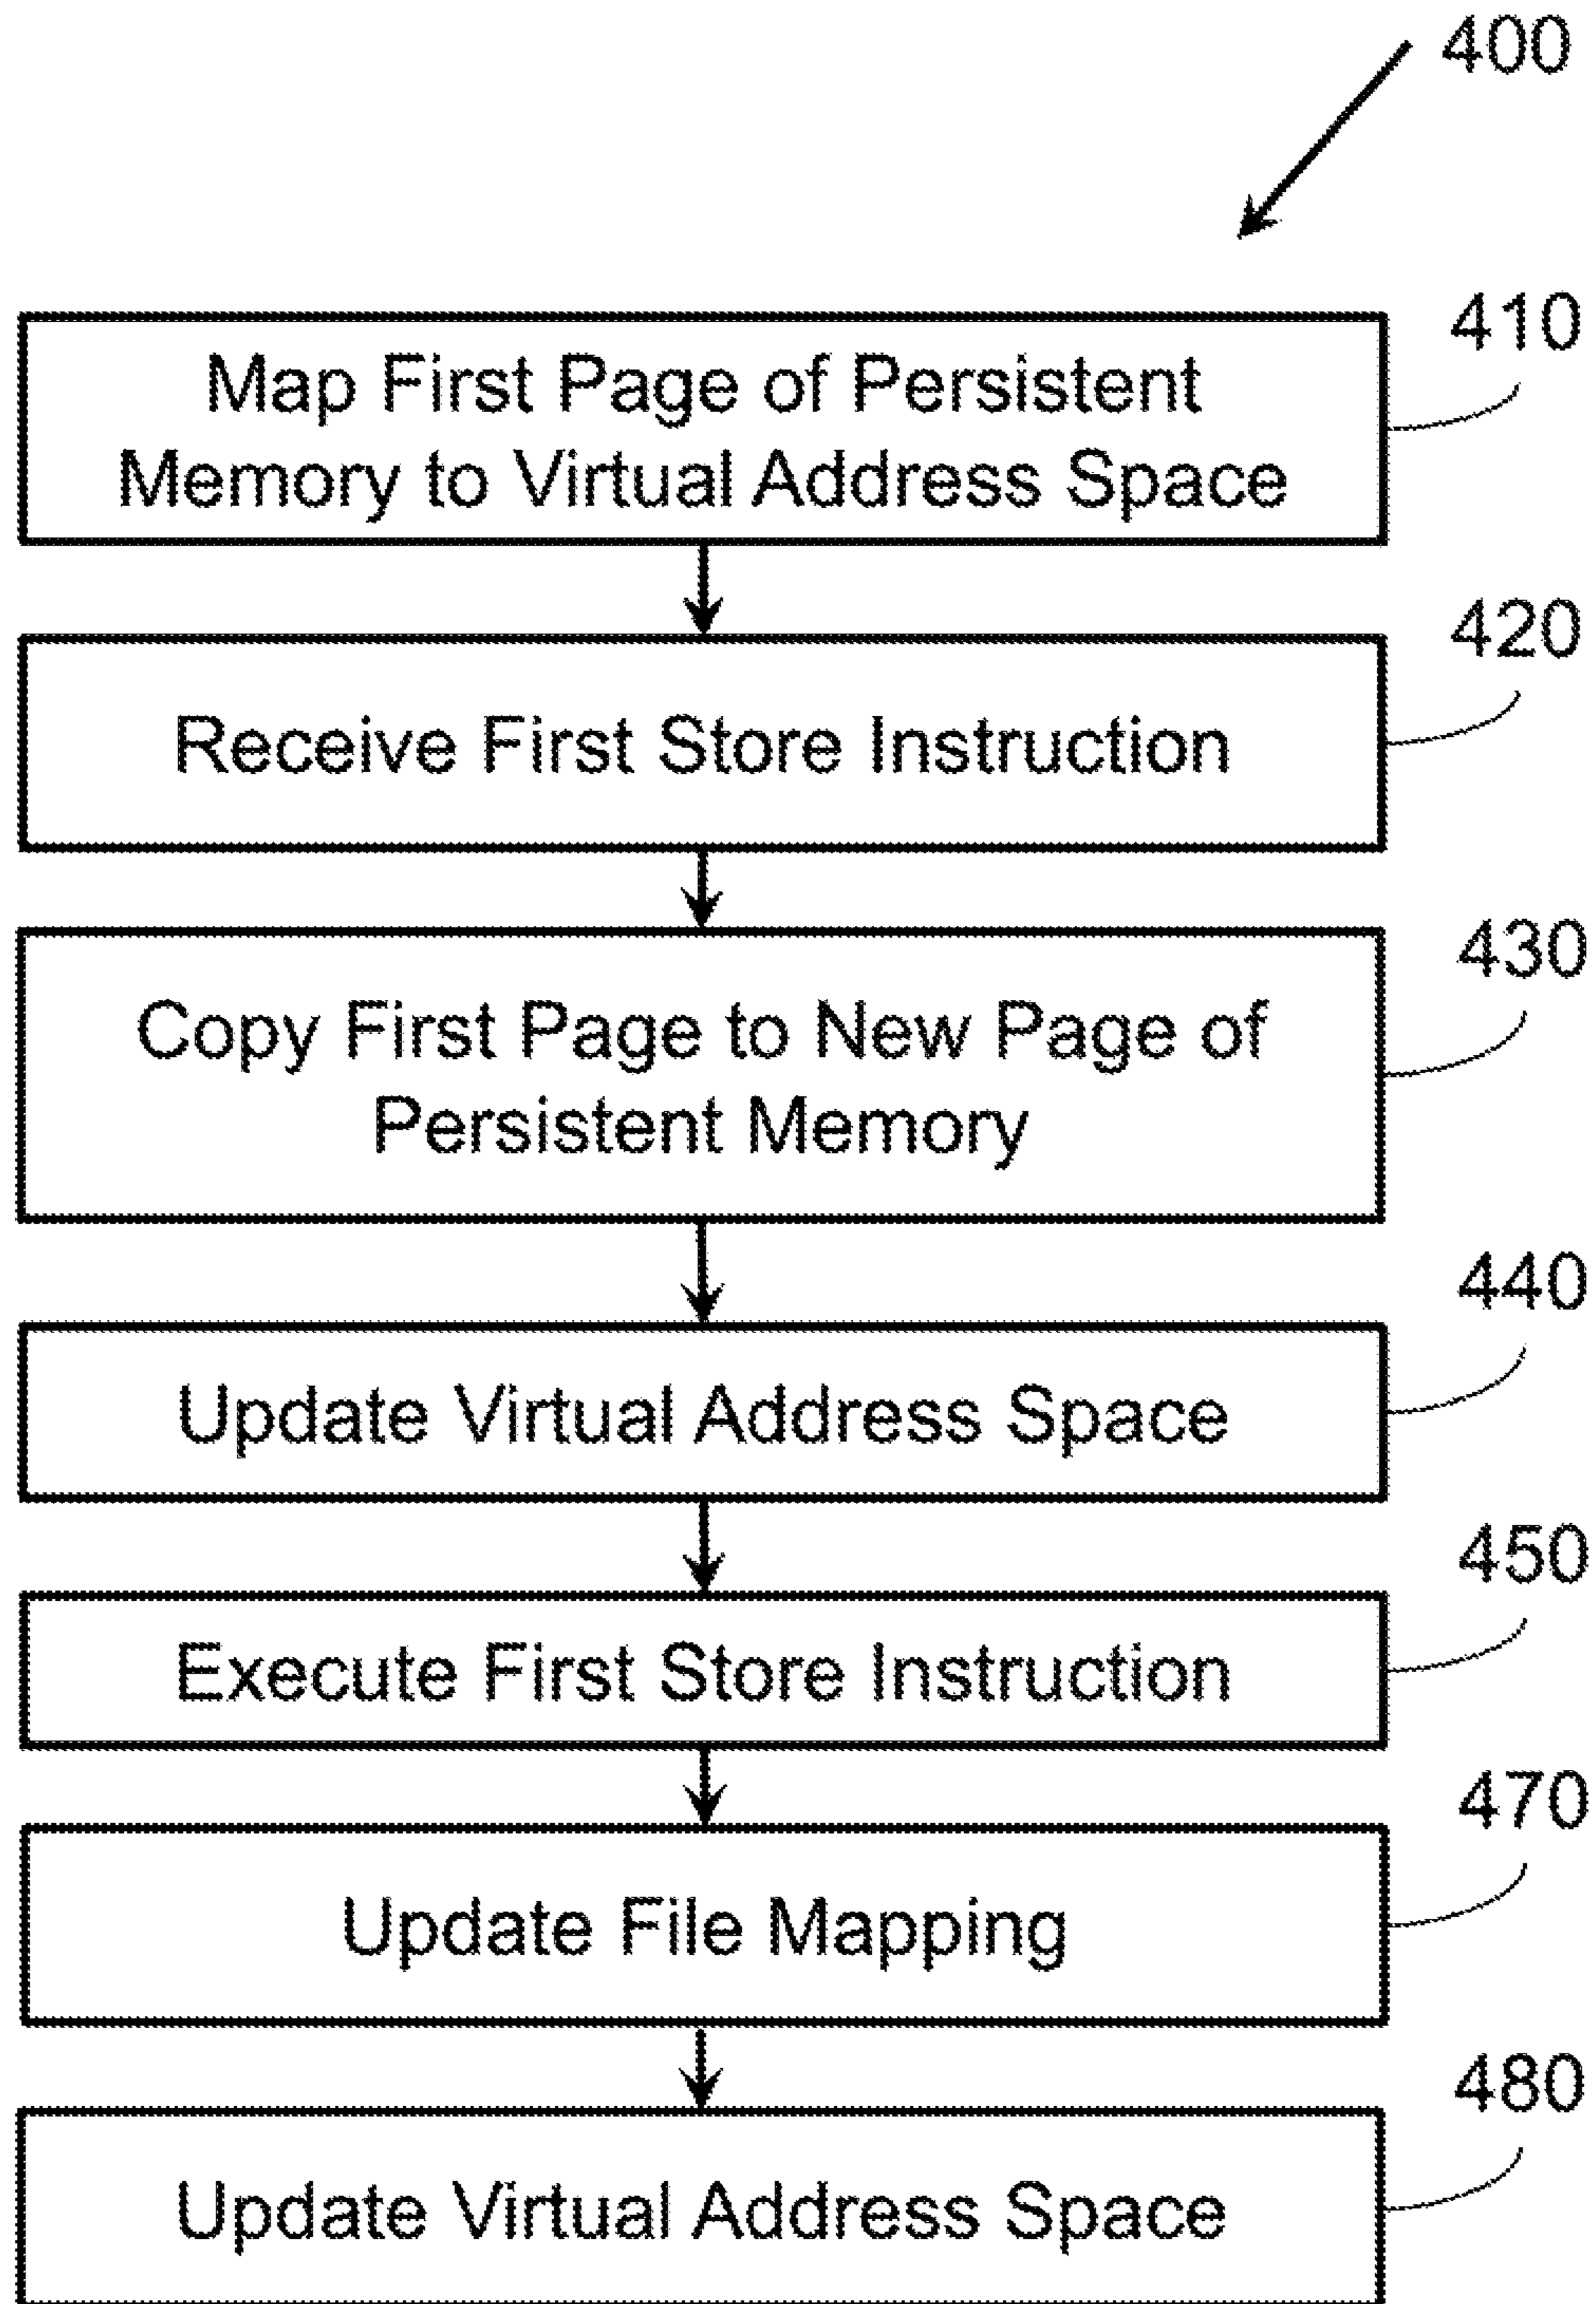 400
410
Map First Page of Persistent
Memory to Virtual Address Space
420
Receive First Store Instruction
430
Copy First Page to New Page of
Persistent Memory
440
Update Virtual Address Space
450
Execute First Store Instruction
470
Update File Mapping
480
Update Virtual Address Space